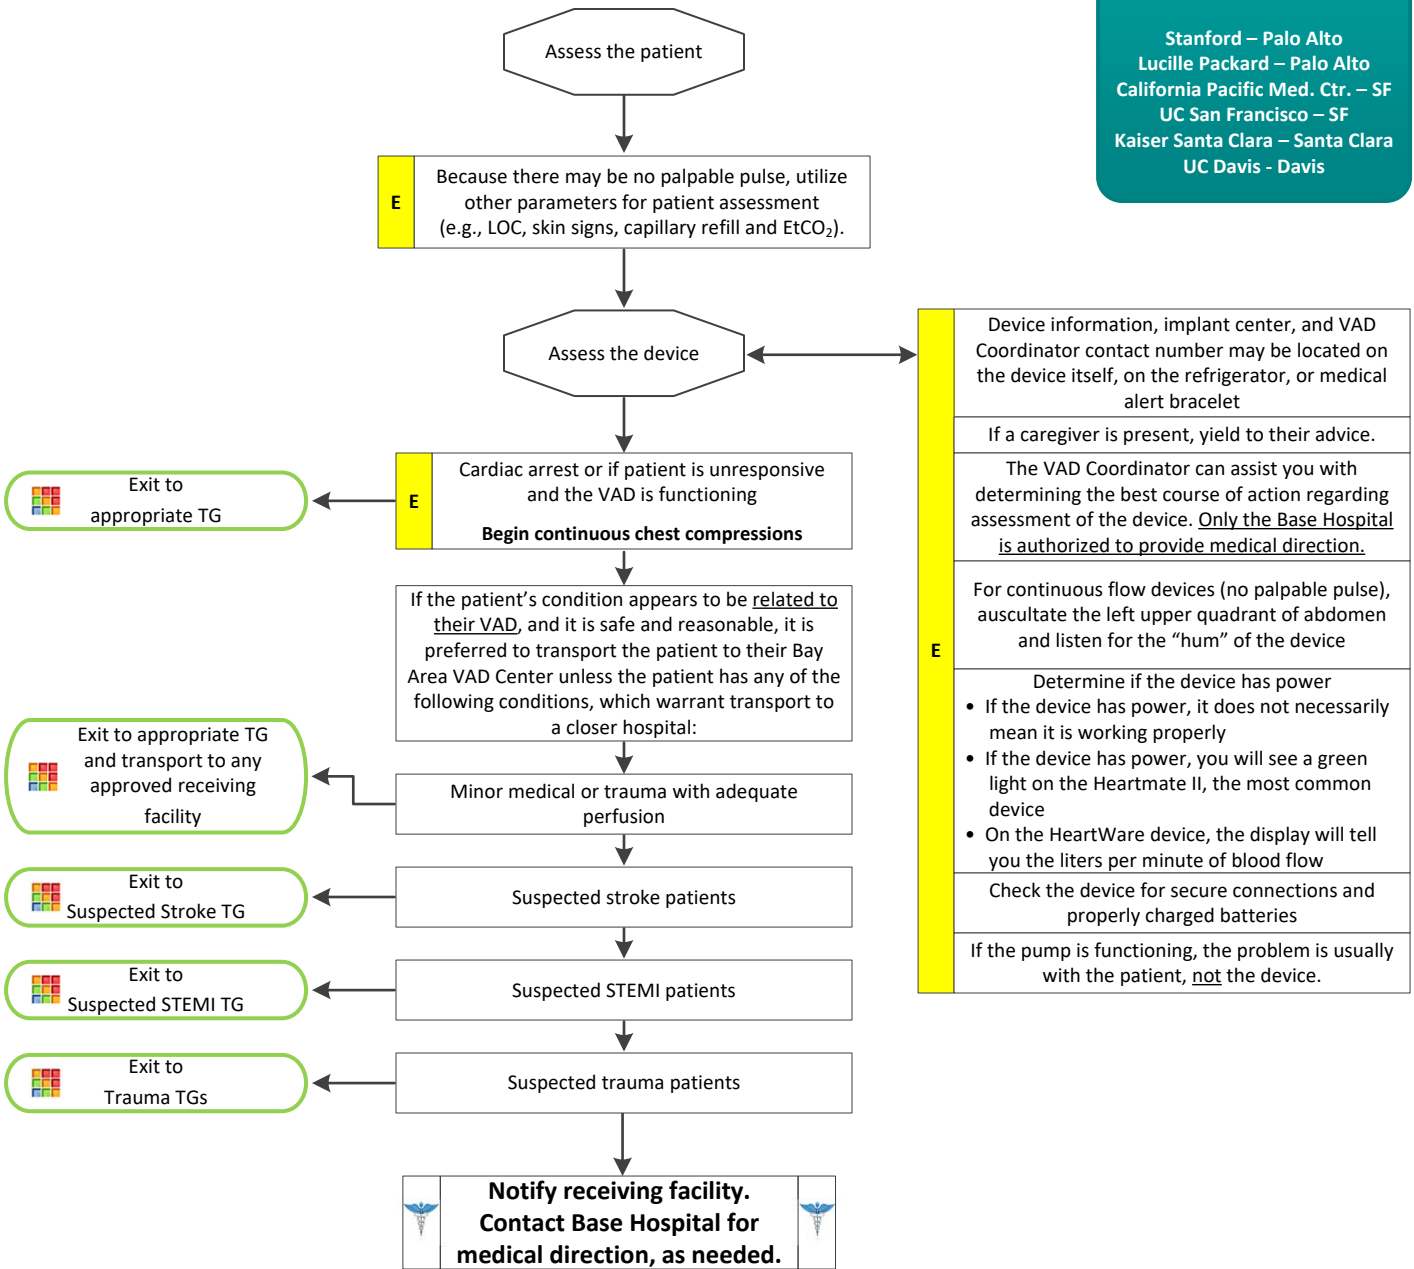 Assess the patient
Stanford – Palo Alto
Lucille Packard – Palo Alto
California Pacific Med. Ctr. – SF
UC San Francisco – SF
Kaiser Santa Clara – Santa Clara
UC Davis - Davis
E
Because there may be no palpable pulse, utilize
other parameters for patient assessment
(e.g., LOC, skin signs, capillary refill and EtCO₂).
Assess the device
E
Device information, implant center, and VAD
Coordinator contact number may be located on
the device itself, on the refrigerator, or medical
alert bracelet
If a caregiver is present, yield to their advice.
The VAD Coordinator can assist you with
determining the best course of action regarding
assessment of the device. Only the Base Hospital
is authorized to provide medical direction.
For continuous flow devices (no palpable pulse),
auscultate the left upper quadrant of abdomen
and listen for the “hum” of the device
Determine if the device has power
• If the device has power, it does not necessarily
mean it is working properly
• If the device has power, you will see a green
light on the Heartmate II, the most common
device
• On the HeartWare device, the display will tell
you the liters per minute of blood flow
Check the device for secure connections and
properly charged batteries
If the pump is functioning, the problem is usually
with the patient, not the device.
E
Cardiac arrest or if patient is unresponsive
and the VAD is functioning
Begin continuous chest compressions
Exit to
appropriate TG
If the patient’s condition appears to be related to
their VAD, and it is safe and reasonable, it is
preferred to transport the patient to their Bay
Area VAD Center unless the patient has any of the
following conditions, which warrant transport to
a closer hospital:
Minor medical or trauma with adequate
perfusion
Exit to appropriate TG
and transport to any
approved receiving
facility
Suspected stroke patients
Exit to
Suspected Stroke TG
Suspected STEMI patients
Exit to
Suspected STEMI TG
Suspected trauma patients
Exit to
Trauma TGs
Notify receiving facility.
Contact Base Hospital for
medical direction, as needed.